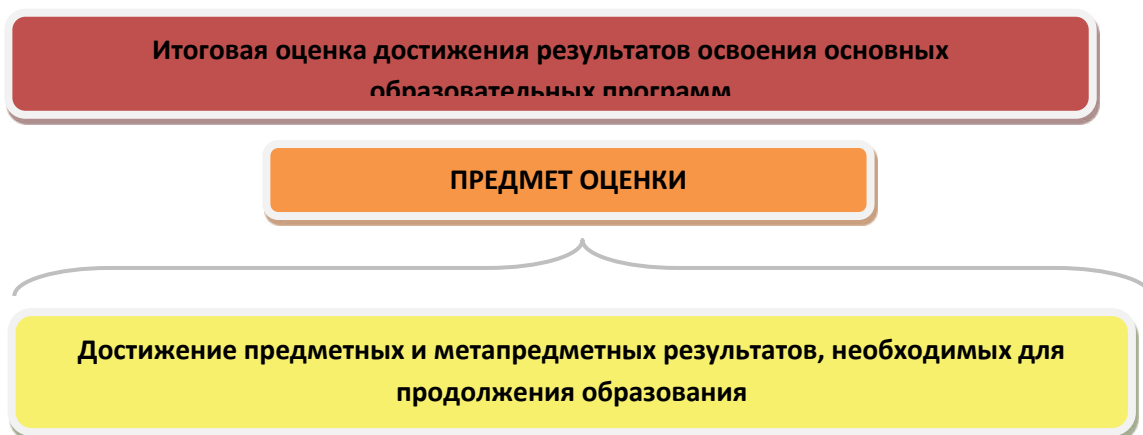 Итоговая оценка достижения результатов освоения основных
образовательных программ
ПРЕДМЕТ ОЦЕНКИ
Достижение предметных и метапредметных результатов, необходимых для
продолжения образования